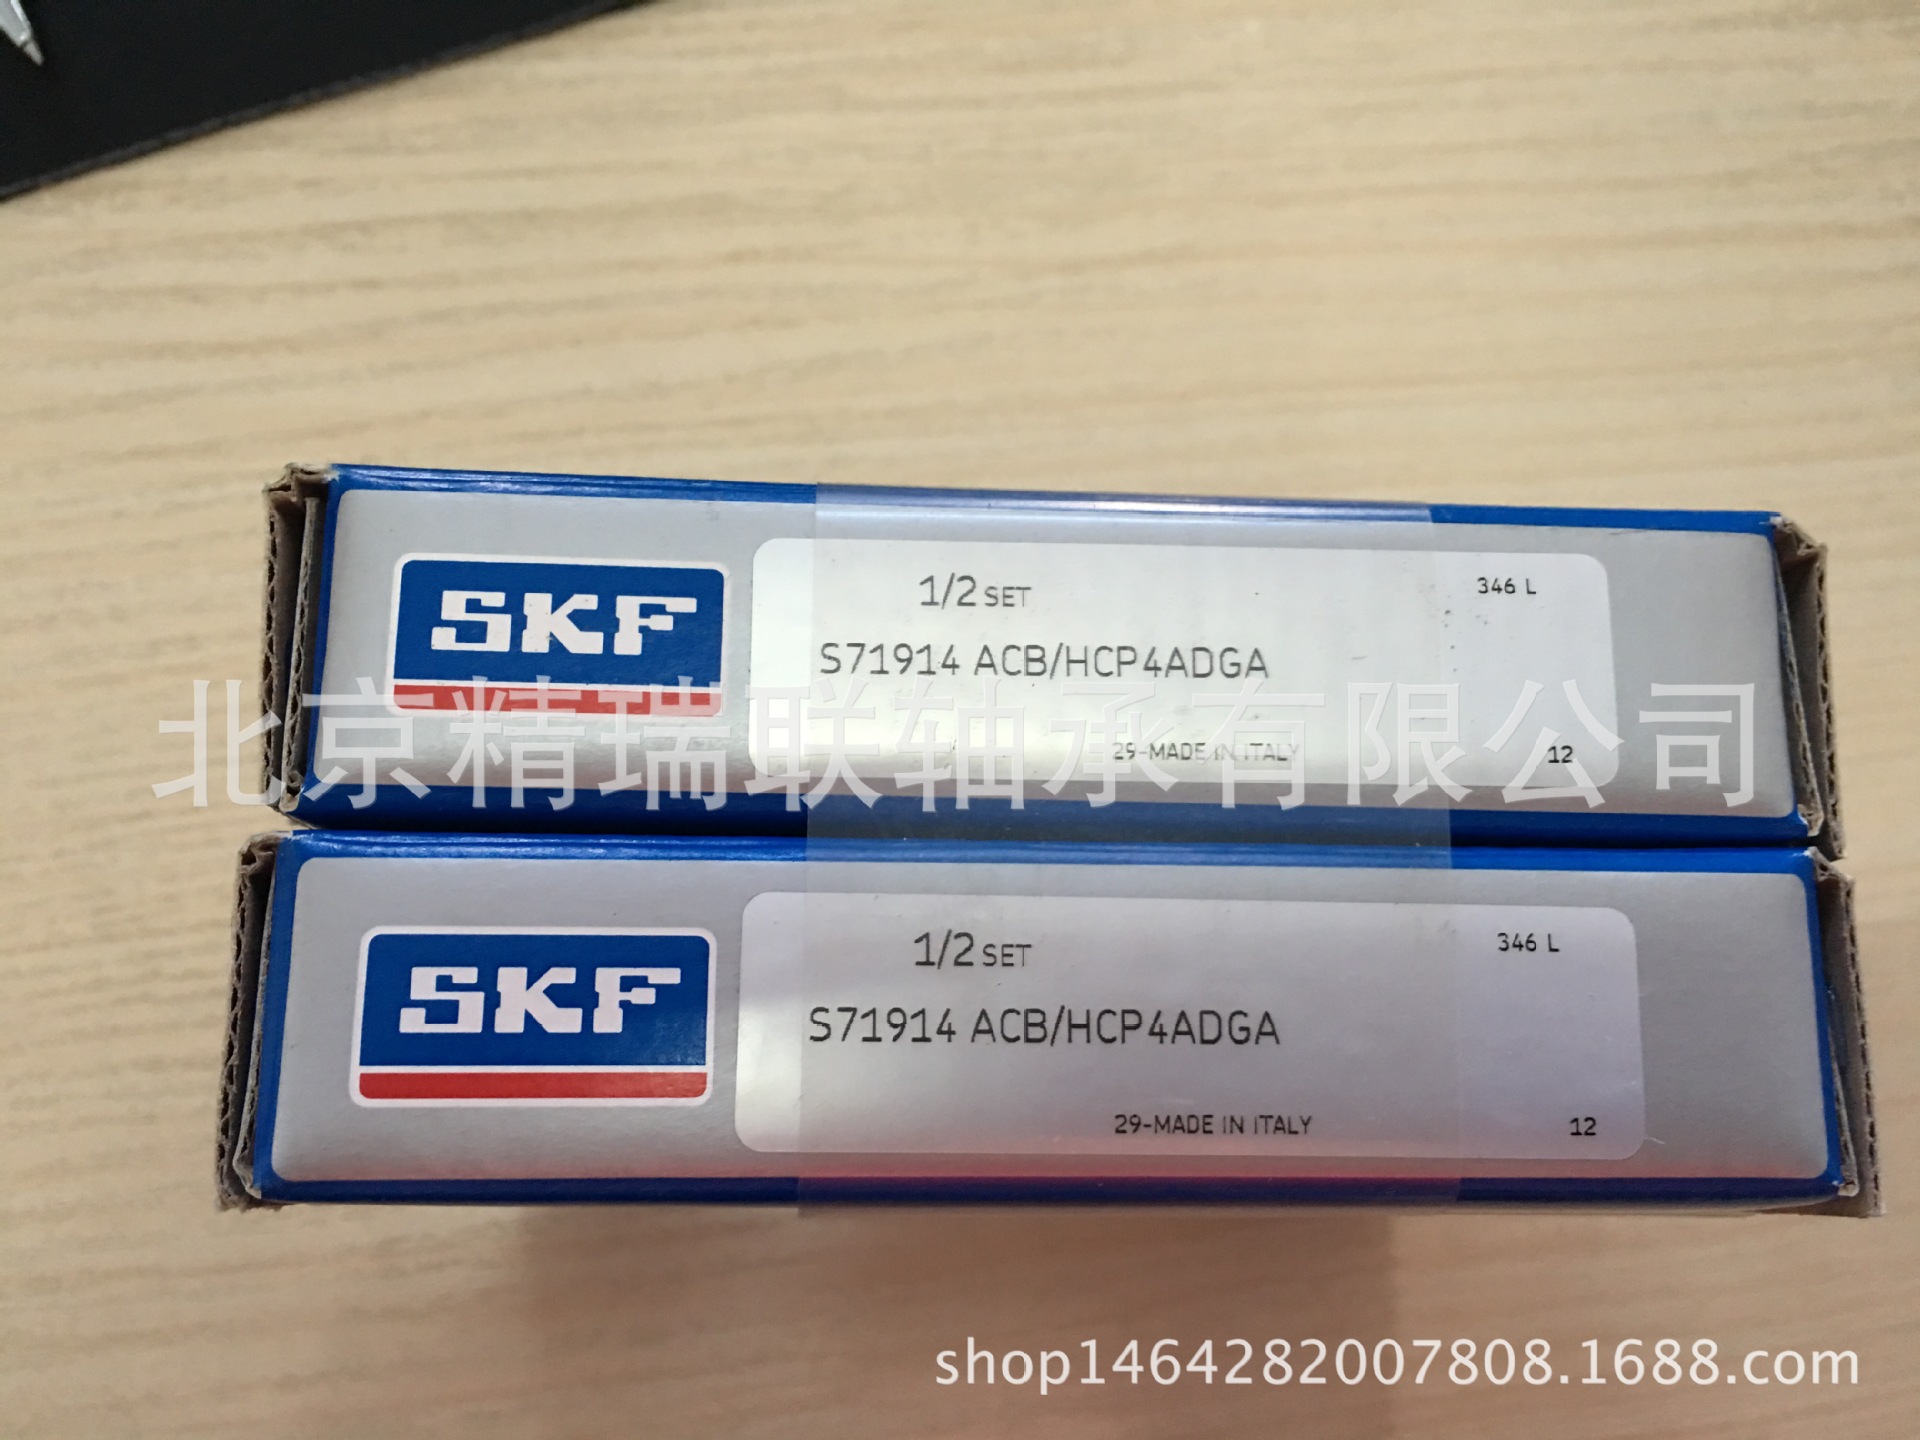 SKF
1/2 SET
346 L
S71914 ACB/HCP4ADGA
29-MADE IN ITALY
12
北京精瑞联轴承有限公司
SKF
1/2 SET
346 L
S71914 ACB/HCP4ADGA
29-MADE IN ITALY
12
shop1464282007808.1688.com